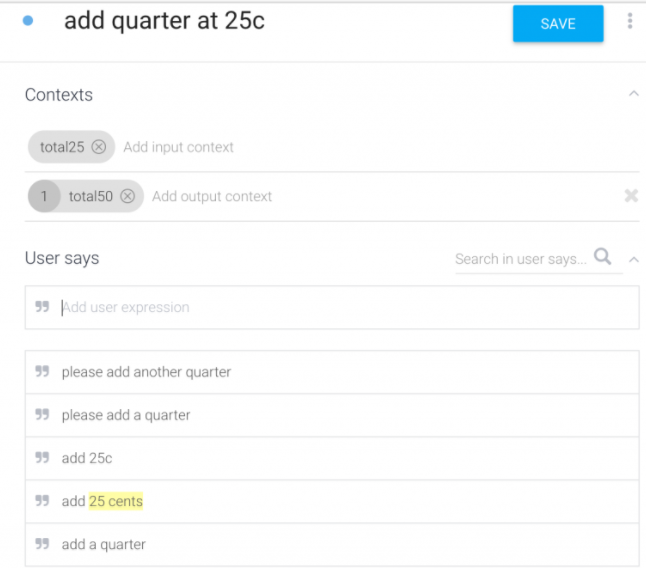 add quarter at 25c
SAVE
Contexts
total25 Add input context
1 total50 Add output context
User says
Search in user says...
Add user expression
please add another quarter
please add a quarter
add 25c
add 25 cents
add a quarter